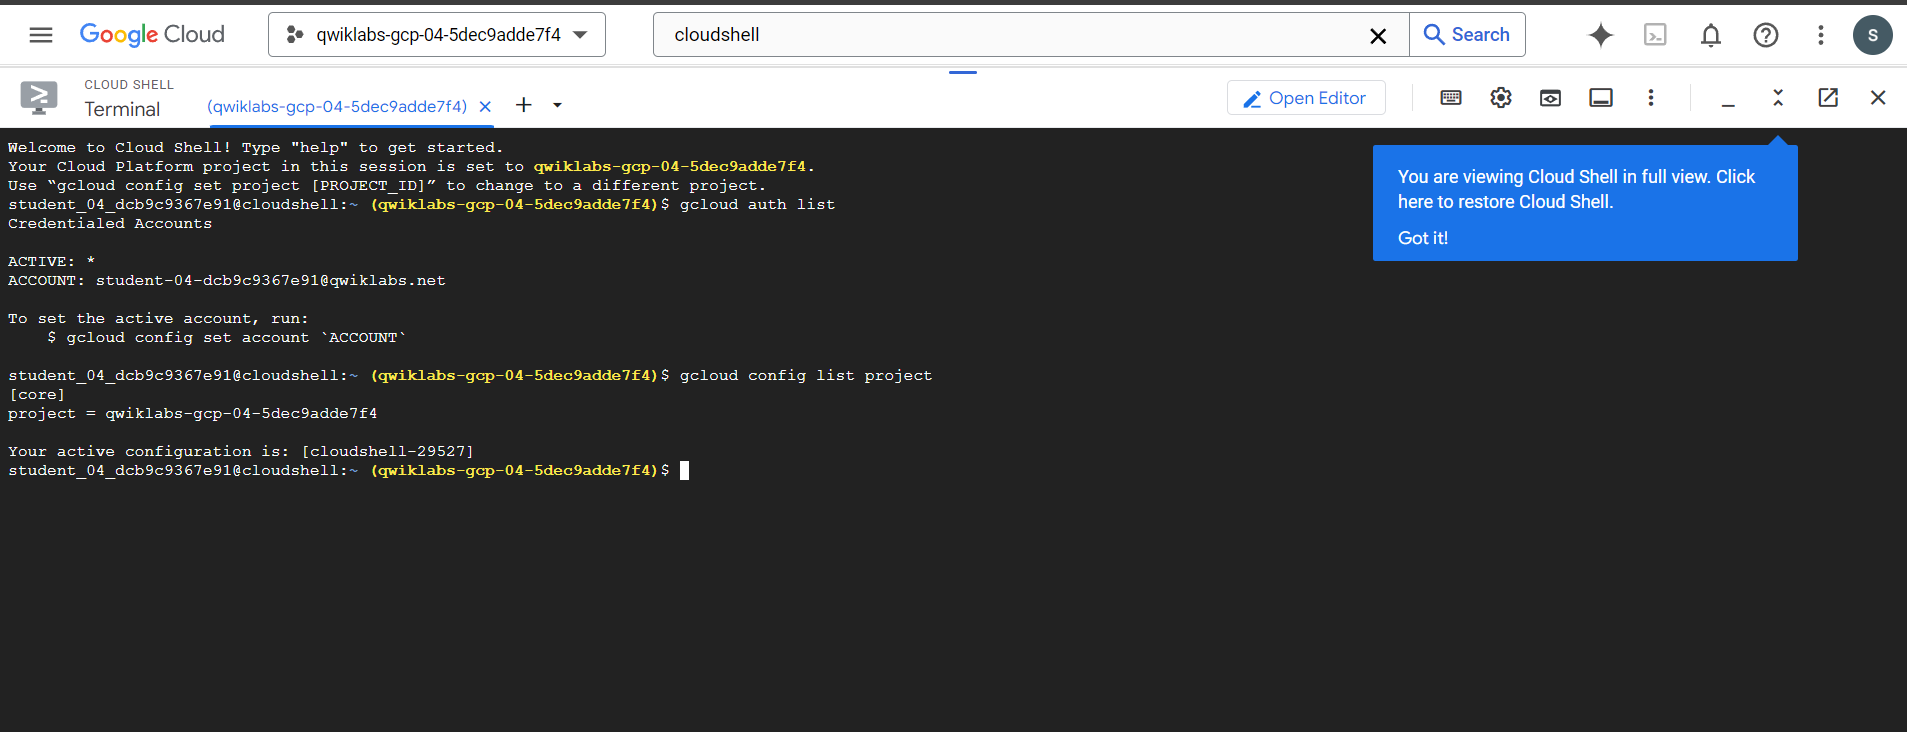 Google Cloud
qwiklabs-gcp-04-5dec9adde7f4
cloudshell
Search
S
CLOUD SHELL
Terminal
(qwiklabs-gcp-04-5dec9adde7f4)
Open Editor
Welcome to Cloud Shell! Type "help" to get started.
Your Cloud Platform project in this session is set to qwiklabs-gcp-04-5dec9adde7f4.
Use “gcloud config set project [PROJECT_ID]” to change to a different project.
student_04_dcb9c9367e91@cloudshell:~ (qwiklabs-gcp-04-5dec9adde7f4)$ gcloud auth list
Credentialed Accounts
ACTIVE: *
ACCOUNT: student-04-dcb9c9367e91@qwiklabs.net
To set the active account, run:
$ gcloud config set account `ACCOUNT`
student_04_dcb9c9367e91@cloudshell:~ (qwiklabs-gcp-04-5dec9adde7f4)$ gcloud config list project
[core]
project = qwiklabs-gcp-04-5dec9adde7f4
Your active configuration is: [cloudshell-29527]
student_04_dcb9c9367e91@cloudshell:~ (qwiklabs-gcp-04-5dec9adde7f4)$
You are viewing Cloud Shell in full view. Click
here to restore Cloud Shell.
Got it!